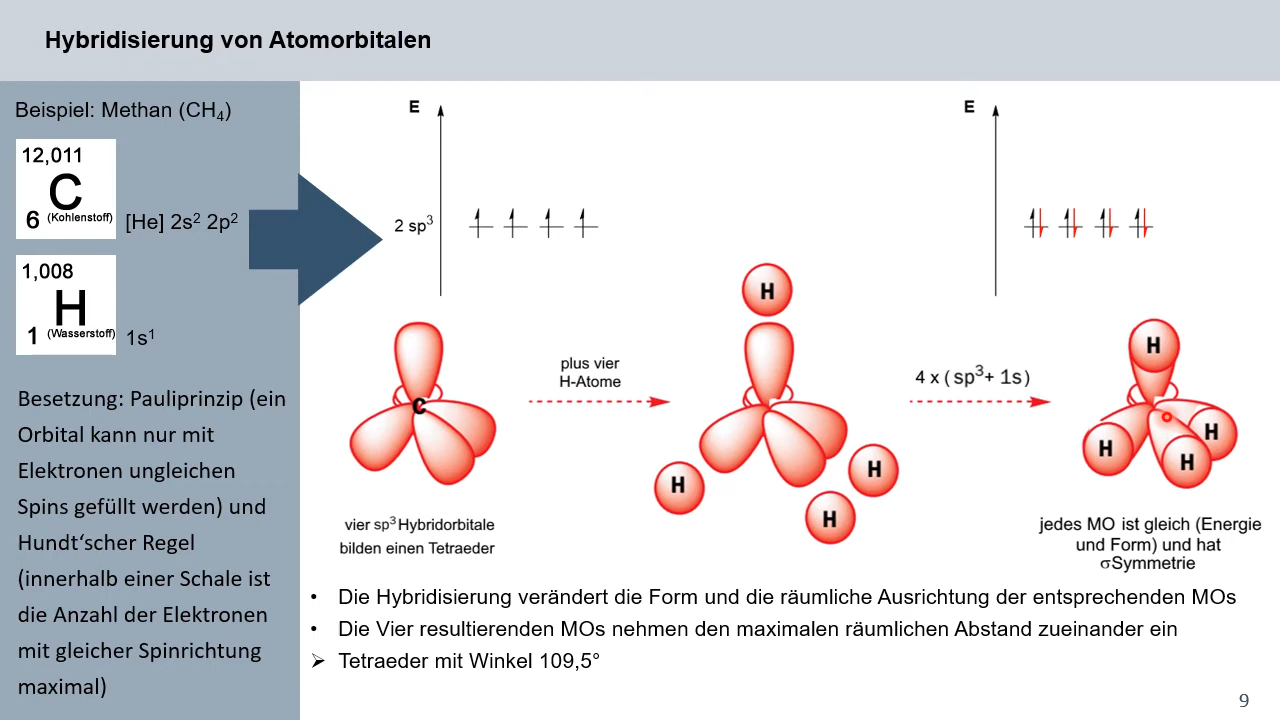 Hybridisierung von Atomorbitalen
Beispiel: Methan (CH₄)
12,011
C
6 (Kohlenstoff)
[He] 2s² 2p²
1,008
H
1 (Wasserstoff)
1s¹
Besetzung: Pauliprinzip (ein
Orbital kann nur mit
Elektronen ungleichen
Spins gefüllt werden) und
Hundt‘scher Regel
(innerhalb einer Schale ist
die Anzahl der Elektronen
mit gleicher Spinrichtung
maximal)
E
2 sp³
C
vier sp³Hybridorbitale
bilden einen Tetraeder
plus vier
H-Atome
H
H
H
H
4 x (sp³+ 1s)
E
H
H
H
H
jedes MO ist gleich (Energie
und Form) und hat
σSymmetrie
• Die Hybridisierung verändert die Form und die räumliche Ausrichtung der entsprechenden MOs
• Die Vier resultierenden MOs nehmen den maximalen räumlichen Abstand zueinander ein
➢ Tetraeder mit Winkel 109,5°
9